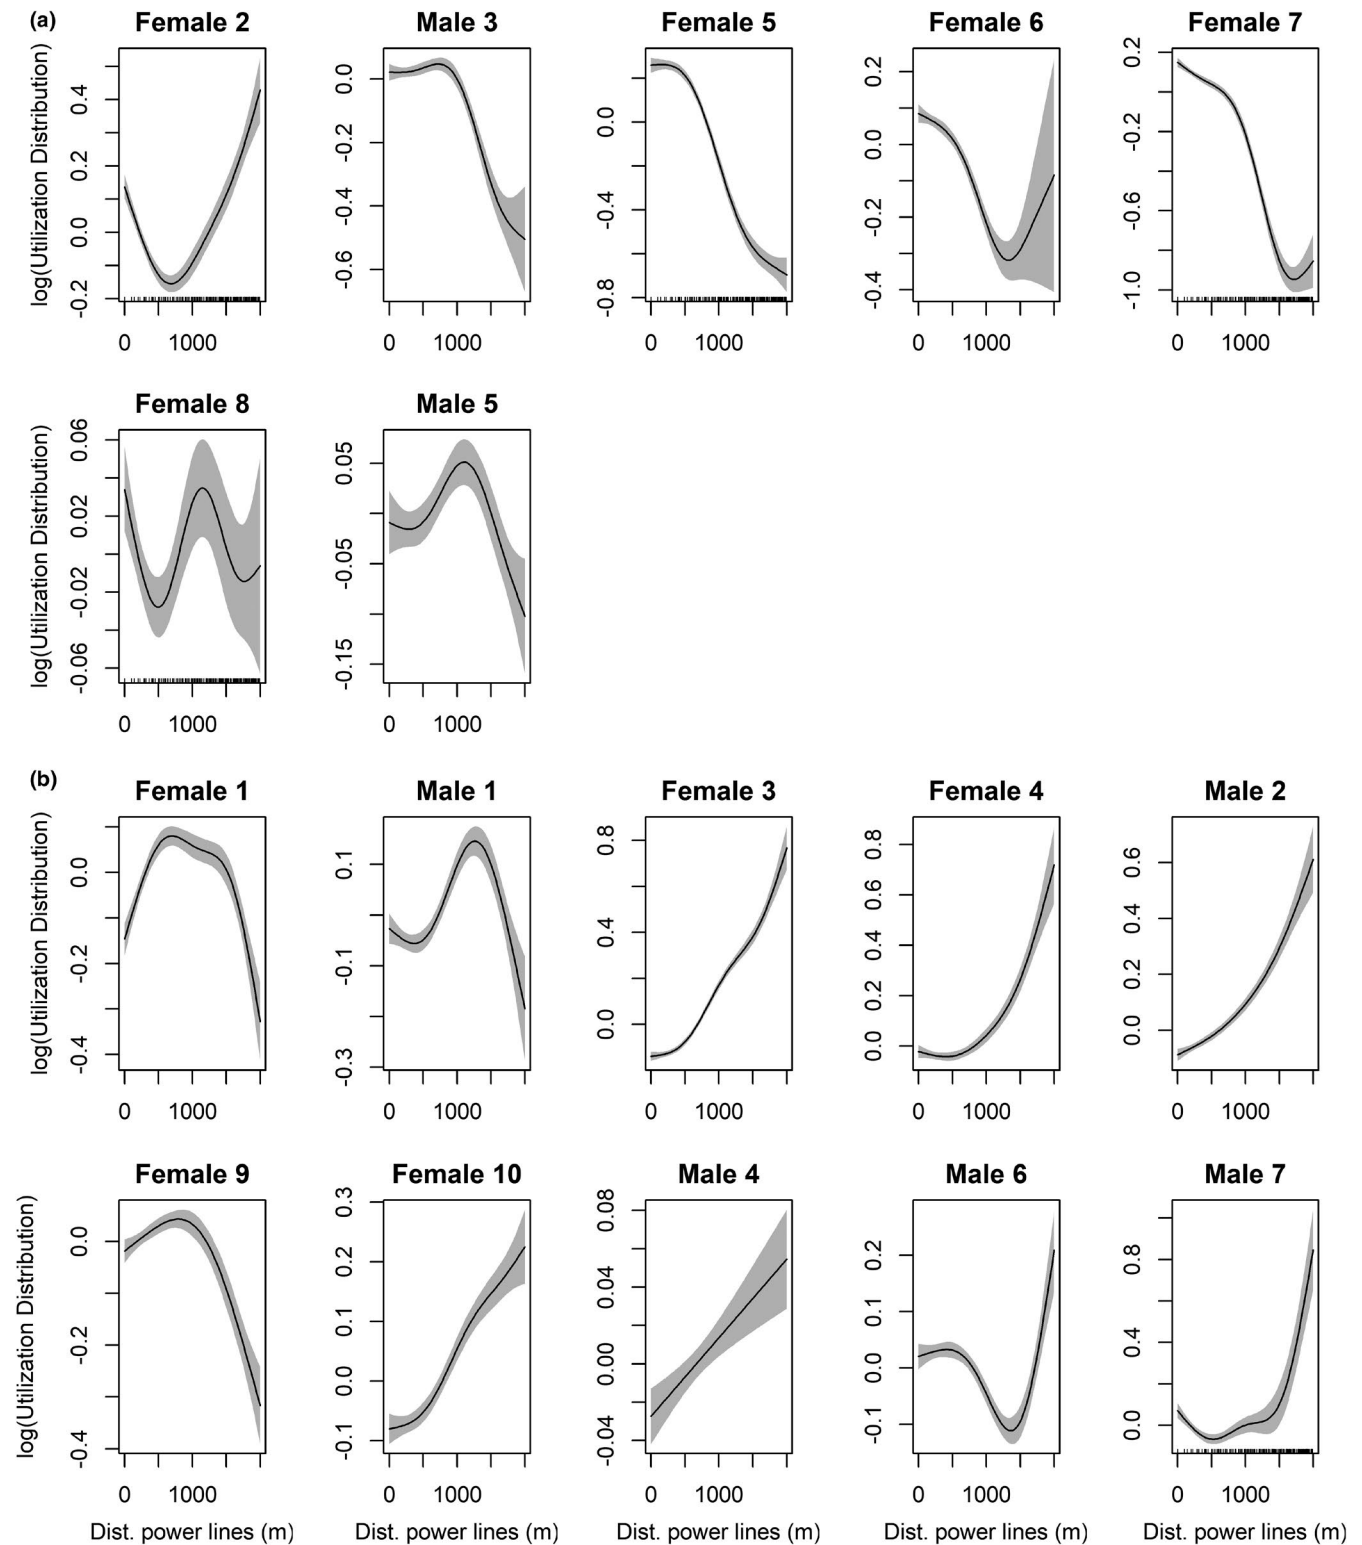 (a)
Female 2 Male 3 Female 5 Female 6 Female 7
log(Utilization Distribution)
0.4 0.2 0.0 -0.2
0.0 -0.2 -0.4 -0.6
0.0 -0.4 -0.8
0.2 0.0 -0.2 -0.4
0.2 -0.2 -0.6 -1.0
0 1000 0 1000 0 1000 0 1000 0 1000
Female 8 Male 5
log(Utilization Distribution)
0.06 0.02 -0.02 -0.06
0.05 -0.05 -0.15
0 1000 0 1000
(b)
Female 1 Male 1 Female 3 Female 4 Male 2
log(Utilization Distribution)
0.0 -0.2 -0.4
0.1 -0.1 -0.3
0.8 0.4 0.0
0.8 0.6 0.4 0.2 0.0
0.6 0.4 0.2 0.0
0 1000 0 1000 0 1000 0 1000 0 1000
Female 9 Female 10 Male 4 Male 6 Male 7
log(Utilization Distribution)
0.0 -0.2 -0.4
0.3 0.2 0.1 0.0 -0.1
0.08 0.04 0.00 -0.04
0.2 0.1 0.0 -0.1
0.8 0.4 0.0
0 1000 0 1000 0 1000 0 1000 0 1000
Dist. power lines (m) Dist. power lines (m) Dist. power lines (m) Dist. power lines (m) Dist. power lines (m)